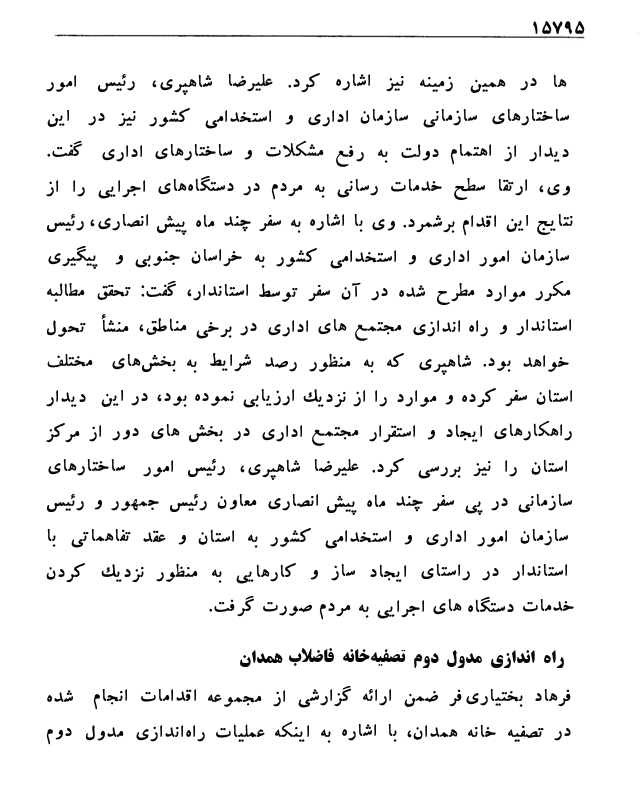 ۱۵۷۹۵
ها در همین زمینه نیز اشاره کرد. علیرضا شاهپری، رئیس امور
ساختارهای سازمانی سازمان اداری و استخدامی کشور نیز در این
دیدار از اهتمام دولت به رفع مشکلات و ساختارهای اداری گفت.
وی، ارتقا سطح خدمات رسانی به مردم در دستگاه‌های اجرایی را از
نتایج این اقدام برشمرد. وی با اشاره به سفر چند ماه پیش انصاری، رئیس
سازمان امور اداری و استخدامی کشور به خراسان جنوبی و پیگیری
مکرر موارد مطرح شده در آن سفر توسط استاندار، گفت: تحقق مطالبه
استاندار و راه اندازی مجتمع های اداری در برخی مناطق، منشأ تحول
خواهد بود. شاهپری که به منظور رصد شرایط به بخش‌های مختلف
استان سفر کرده و موارد را از نزدیك ارزیابی نموده بود، در این دیدار
راهکارهای ایجاد و استقرار مجتمع اداری در بخش های دور از مرکز
استان را نیز بررسی کرد. علیرضا شاهپری، رئیس امور ساختارهای
سازمانی در پی سفر چند ماه پیش انصاری معاون رئیس جمهور و رئیس
سازمان امور اداری و استخدامی کشور به استان و عقد تفاهماتی با
استاندار در راستای ایجاد ساز و کارهایی به منظور نزدیك کردن
خدمات دستگاه های اجرایی به مردم صورت گرفت.
راه اندازی مدول دوم تصفیه‌خانه فاضلاب همدان
فرهاد بختیاری‌فر ضمن ارائه گزارشی از مجموعه اقدامات انجام شده
در تصفیه خانه همدان، با اشاره به اینکه عملیات راه‌اندازی مدول دوم